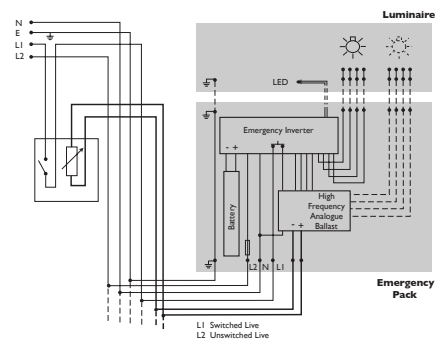 Luminaire
N
E
L1
L2
LED
Emergency Inverter
- +
Battery
High
Frequency
Analogue
Ballast
- +
L2 N L1
Emergency
Pack
L1 Switched Live
L2 Unswitched Live